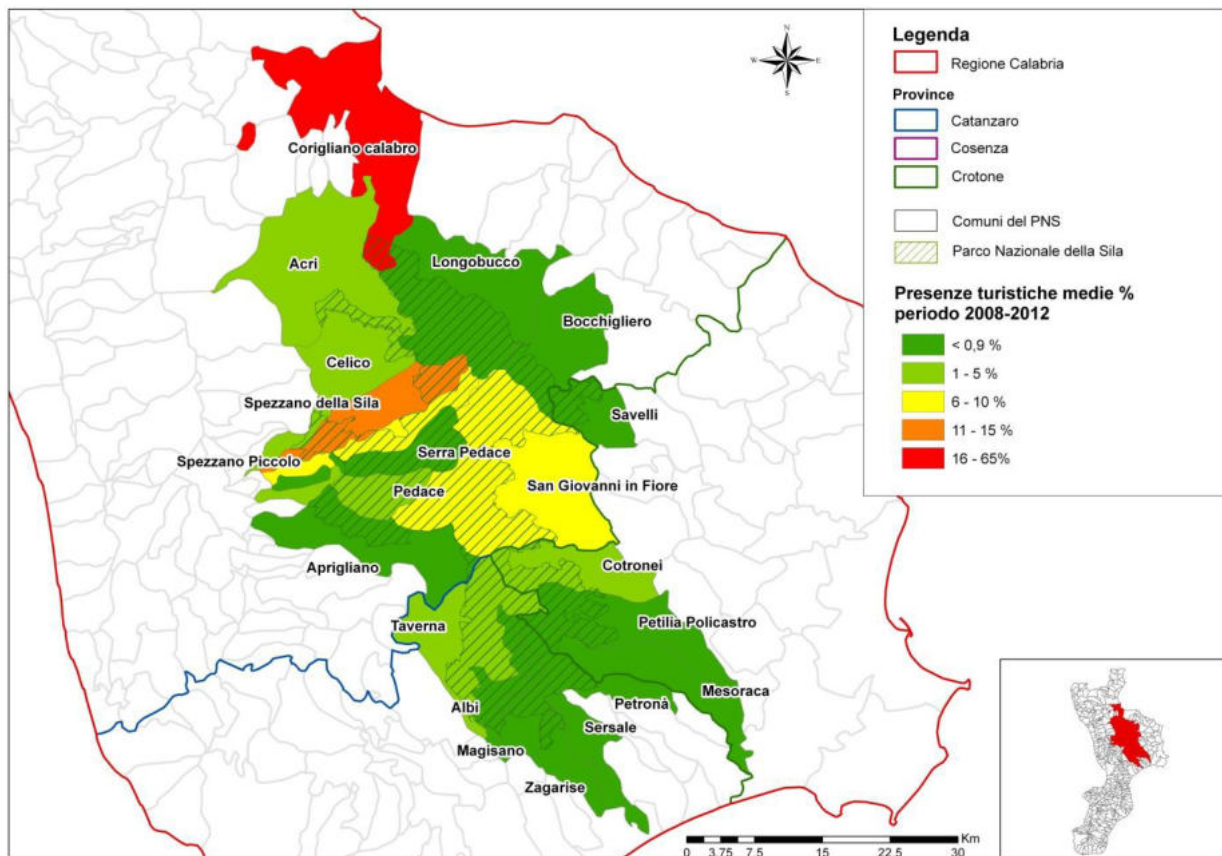 N
W E
S
Corigliano calabro
Acri
Longobucco
Bocchigliero
Celico
Spezzano della Sila
Savelli
Spezzano Piccolo
Serra Pedace
Pedace
San Giovanni in Fiore
Aprigliano
Cotronei
Taverna
Petilia Policastro
Mesoraca
Albi
Petronà
Sersale
Magisano
Zagarise
Legenda
Regione Calabria
Province
Catanzaro
Cosenza
Crotone
Comuni del PNS
Parco Nazionale della Sila
Presenze turistiche medie %
periodo 2008-2012
< 0,9 %
1 - 5 %
6 - 10 %
11 - 15 %
16 - 65%
Km
0 3.75 7.5 15 22.5 30